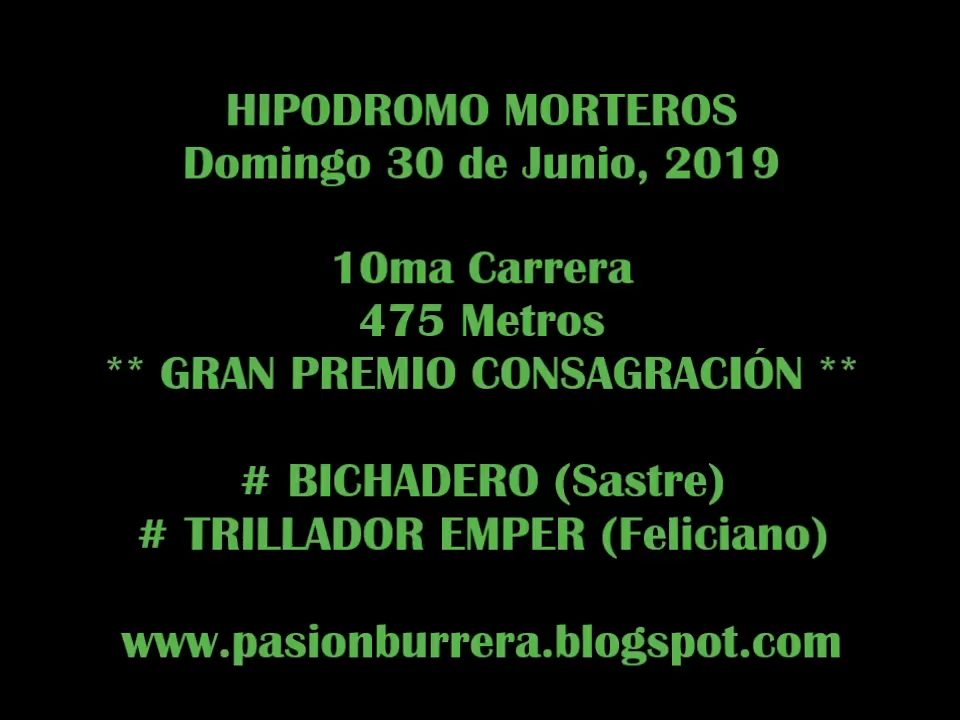 HIPODROMO MORTEROS
Domingo 30 de Junio, 2019
10ma Carrera
475 Metros
** GRAN PREMIO CONSAGRACIÓN **
# BICHADERO (Sastre)
# TRILLADOR EMPER (Feliciano)
www.pasionburrera.blogspot.com